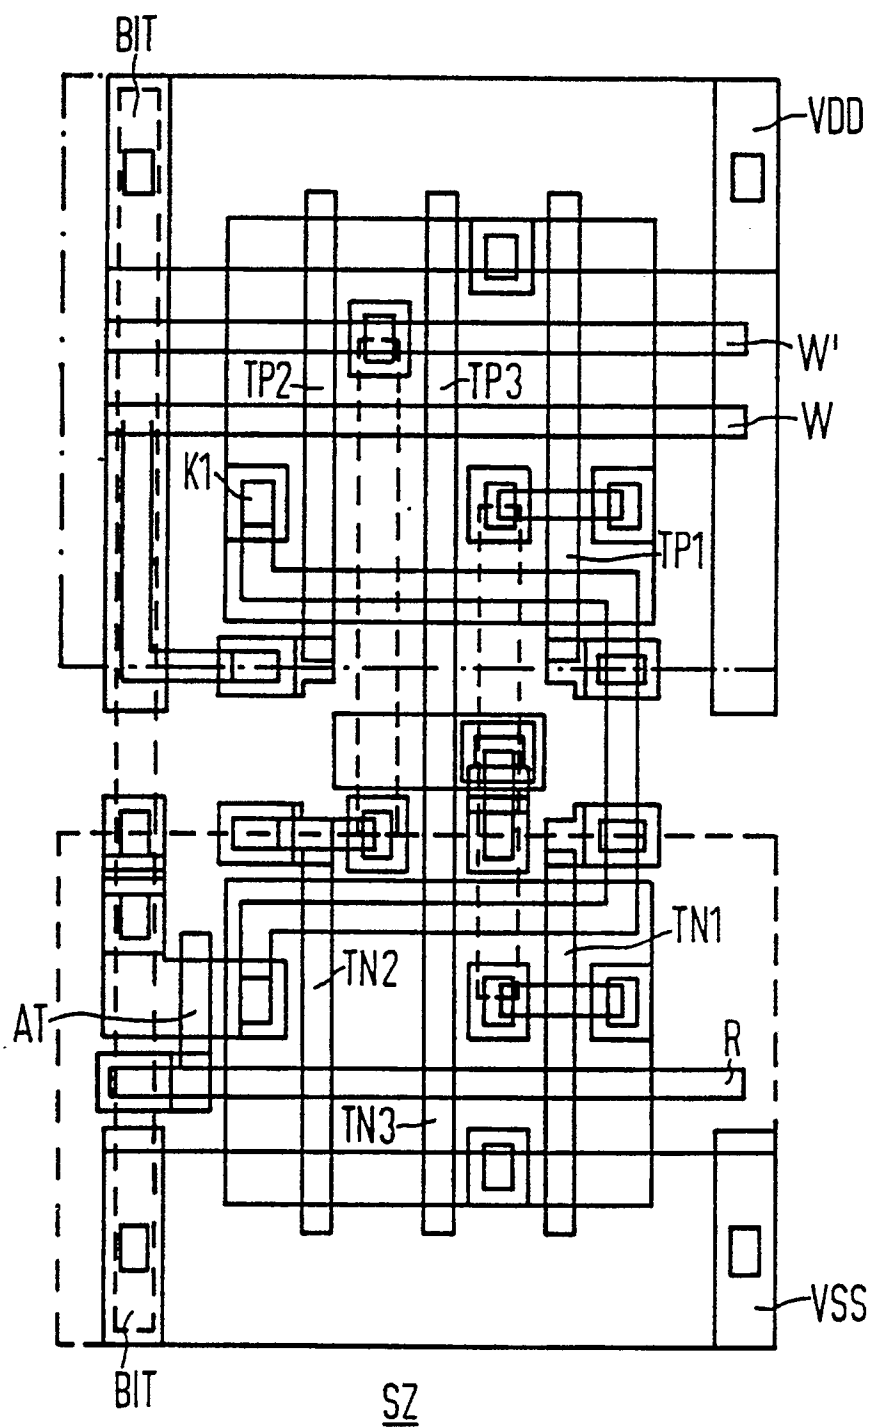 BIT
VDD
W'
TP2 TP3
W
K1
TP1
TN1
TN2
AT
R
TN3
VSS
BIT
SZ